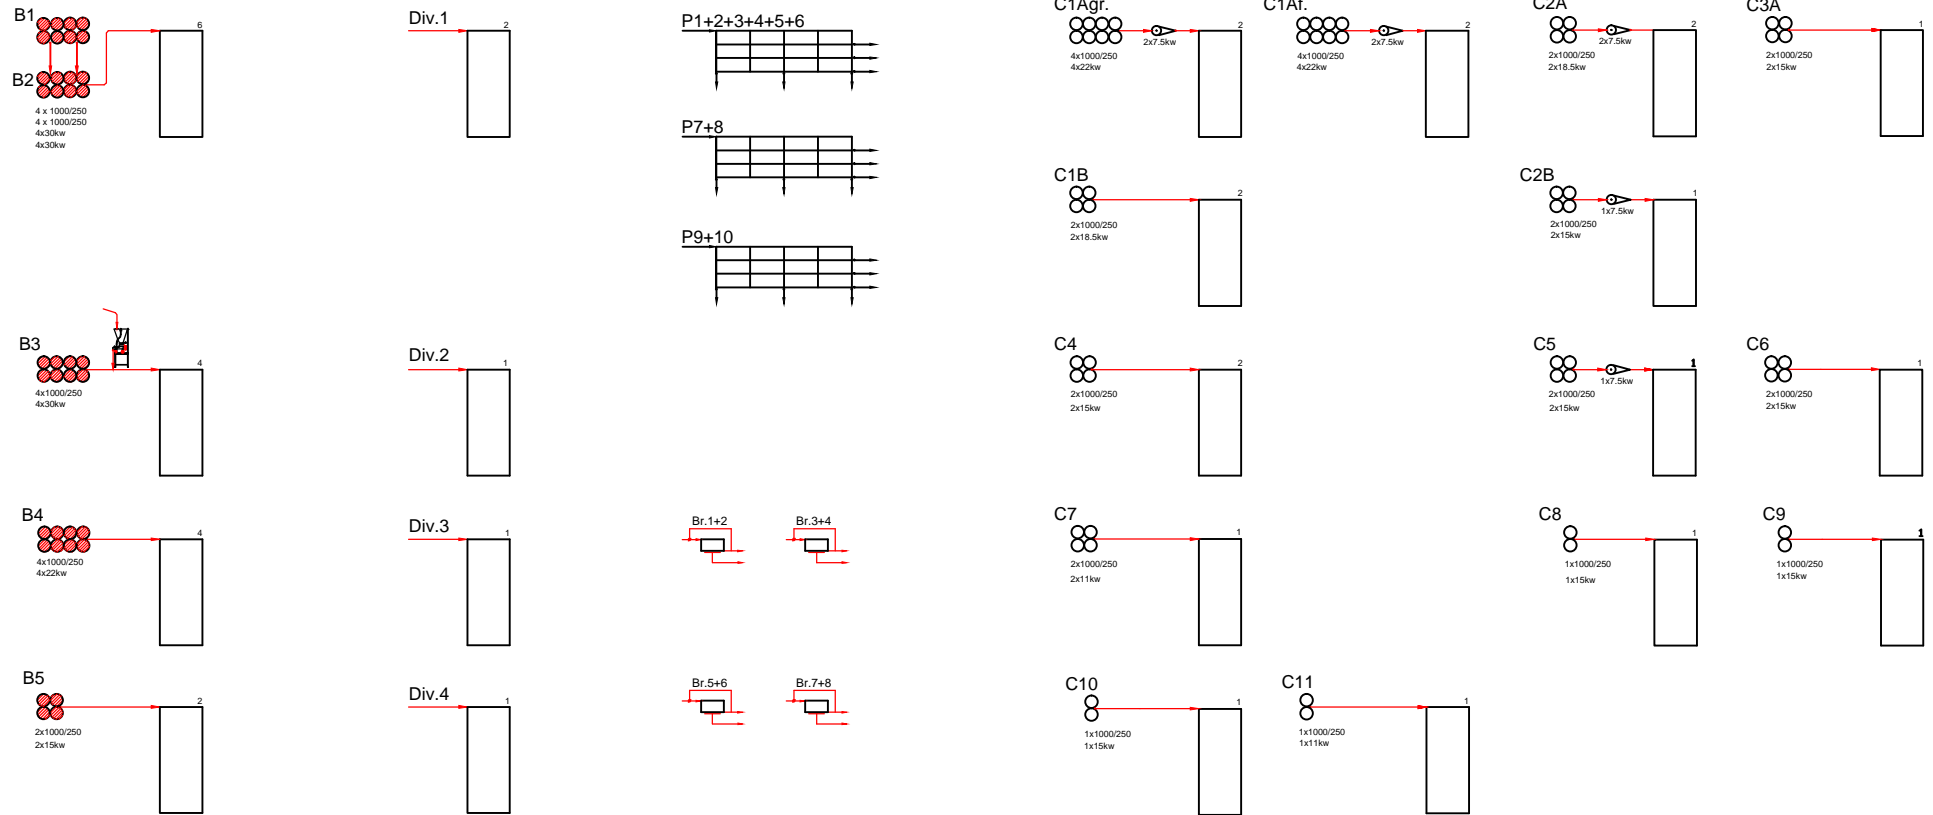 B1
6
B2
4 x 1000/250
4 x 1000/250
4x30kw
4x30kw
Div.1
2
P1+2+3+4+5+6
P7+8
P9+10
C1Agr.
2x7.5kw
2
4x1000/250
4x22kw
C1Af.
2x7.5kw
2
4x1000/250
4x22kw
C2A
2x7.5kw
2
2x1000/250
2x18.5kw
C3A
1
2x1000/250
2x15kw
C1B
2
2x1000/250
2x18.5kw
C2B
1x7.5kw
1
2x1000/250
2x15kw
B3
4
4x1000/250
4x30kw
Div.2
1
C4
2
2x1000/250
2x15kw
C5
1x7.5kw
1
2x1000/250
2x15kw
C6
1
2x1000/250
2x15kw
B4
4
4x1000/250
4x22kw
Div.3
1
Br.1+2
Br.3+4
C7
1
2x1000/250
2x11kw
C8
1
1x1000/250
1x15kw
C9
1
1x1000/250
1x15kw
B5
2
2x1000/250
2x15kw
Div.4
1
Br.5+6
Br.7+8
C10
1
1x1000/250
1x15kw
C11
1
1x1000/250
1x11kw